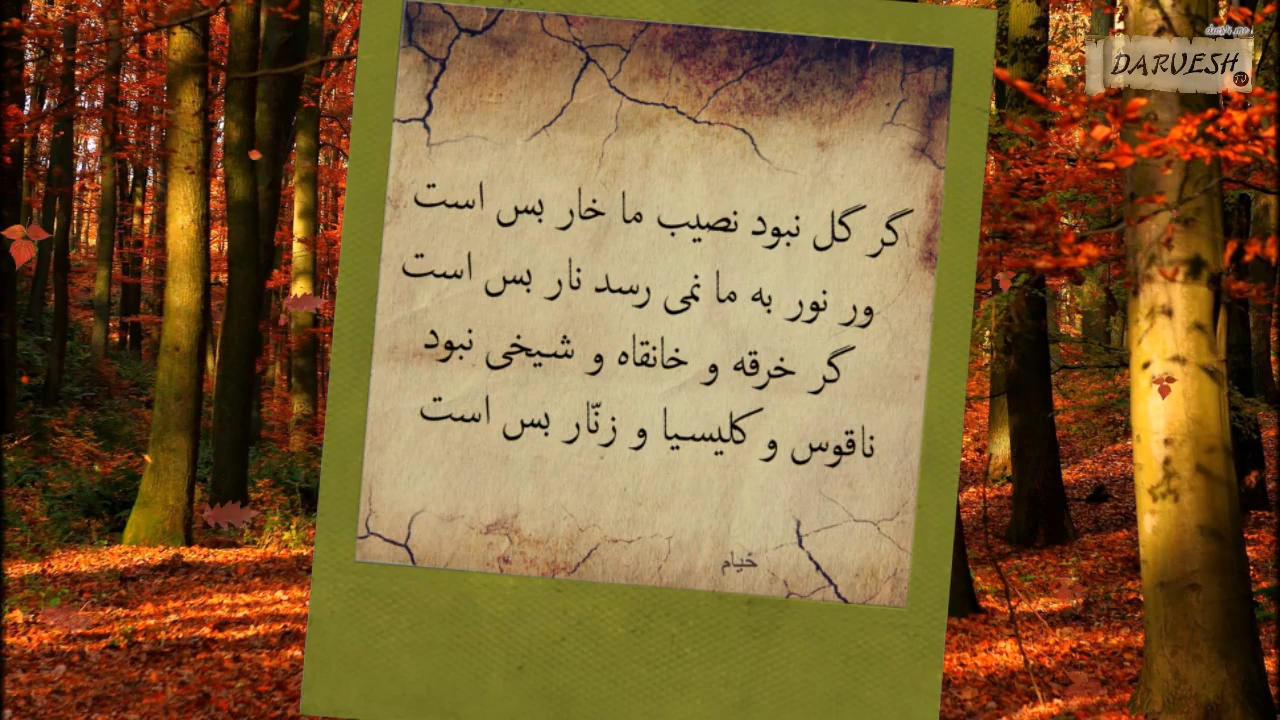 DARVESH
TV
گر گل نبود نصیب ما خار بس است
ور نور به ما نمی رسد نار بس است
گر خرقه و خانقاه و شیخی نبود
ناقوس و کلیسیا و زنّار بس است
خیام